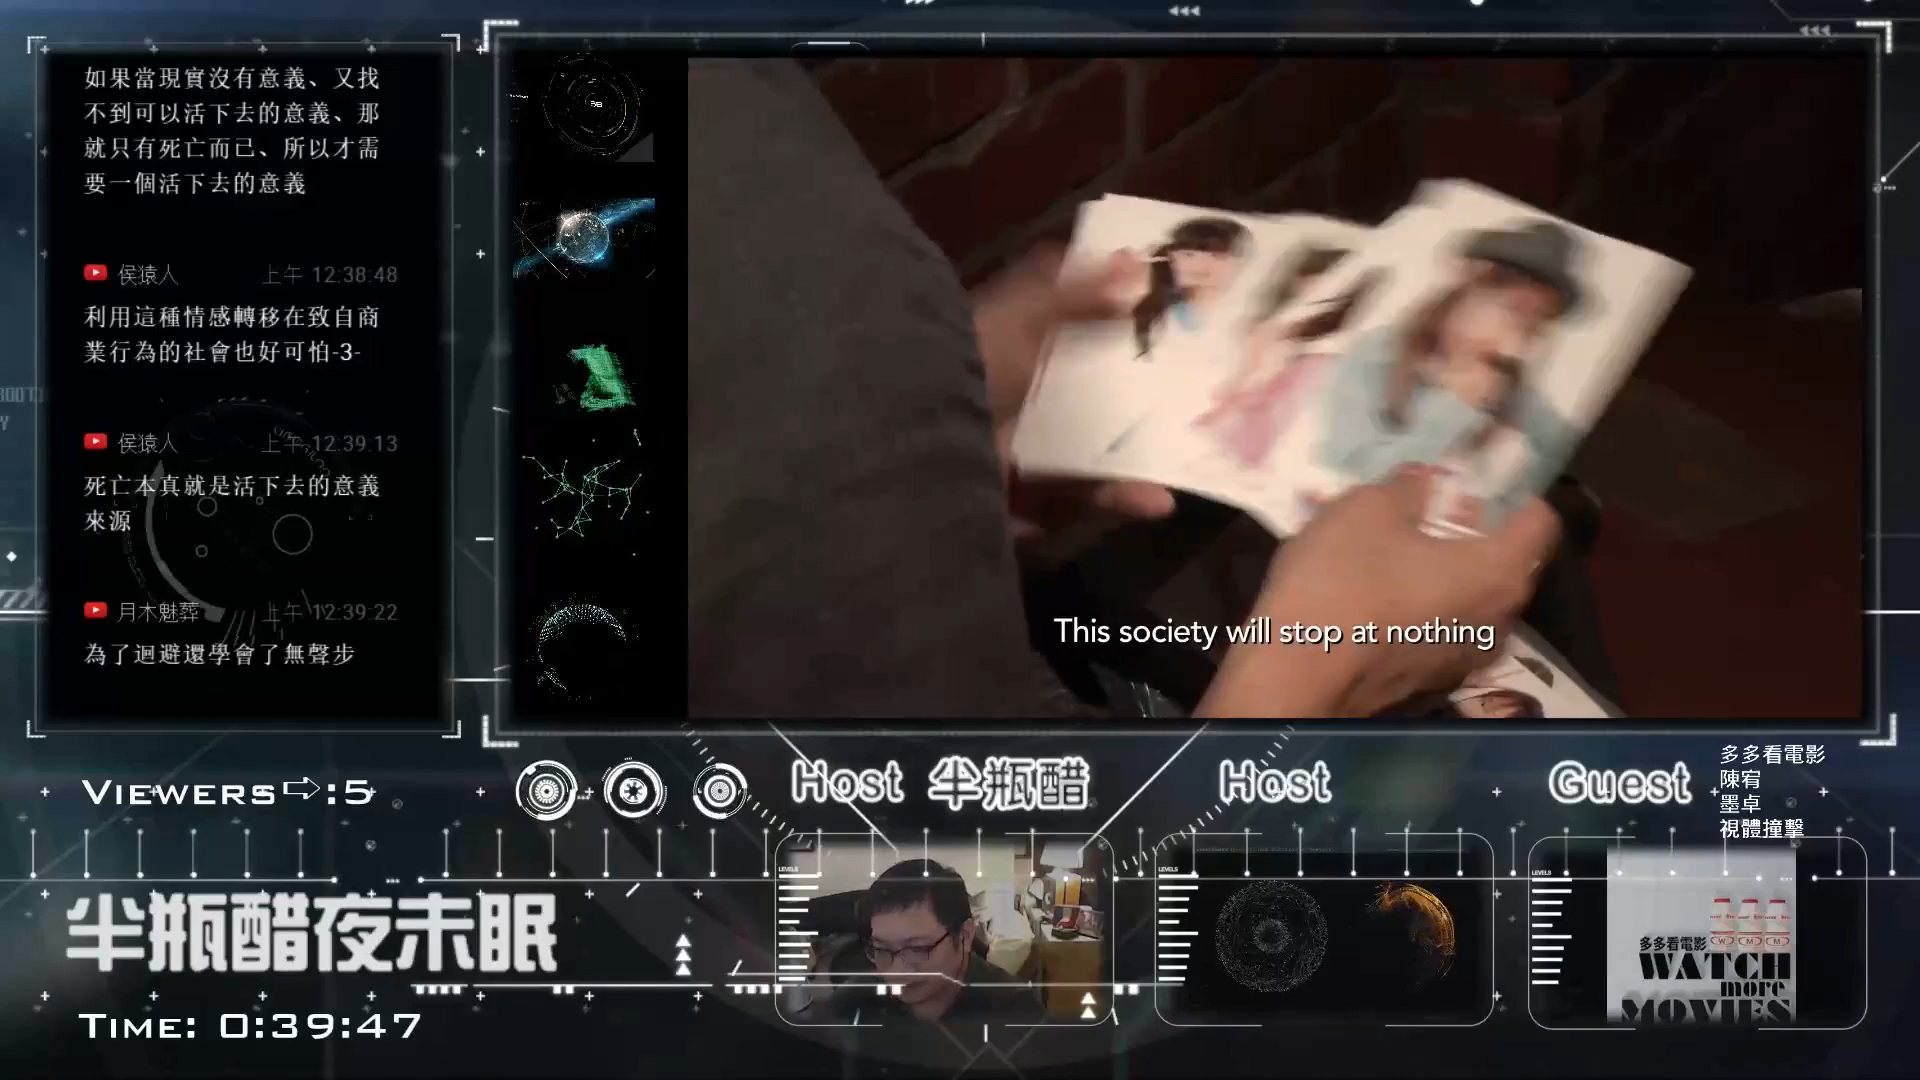 如果當現實沒有意義、又找
不到可以活下去的意義、那
就只有死亡而已、所以才需
要一個活下去的意義
侯猿人 上午 12:38:48
利用這種情感轉移在致自商
業行為的社會也好可怕-3-
侯猿人 上午 12:39:13
死亡本真就是活下去的意義
來源
月木魅葬 上午 12:39:22
為了迴避還學會了無聲步
This society will stop at nothing
Viewers⇨:5
Host 半瓶醋
Host
Guest
多多看電影
陳宥
墨卓
視體撞擊
半瓶醋夜未眠
Time: 0:39:47
LEVELS
LEVELS
LEVELS
多多看電影
W M M
WATCH
more
MOVIES